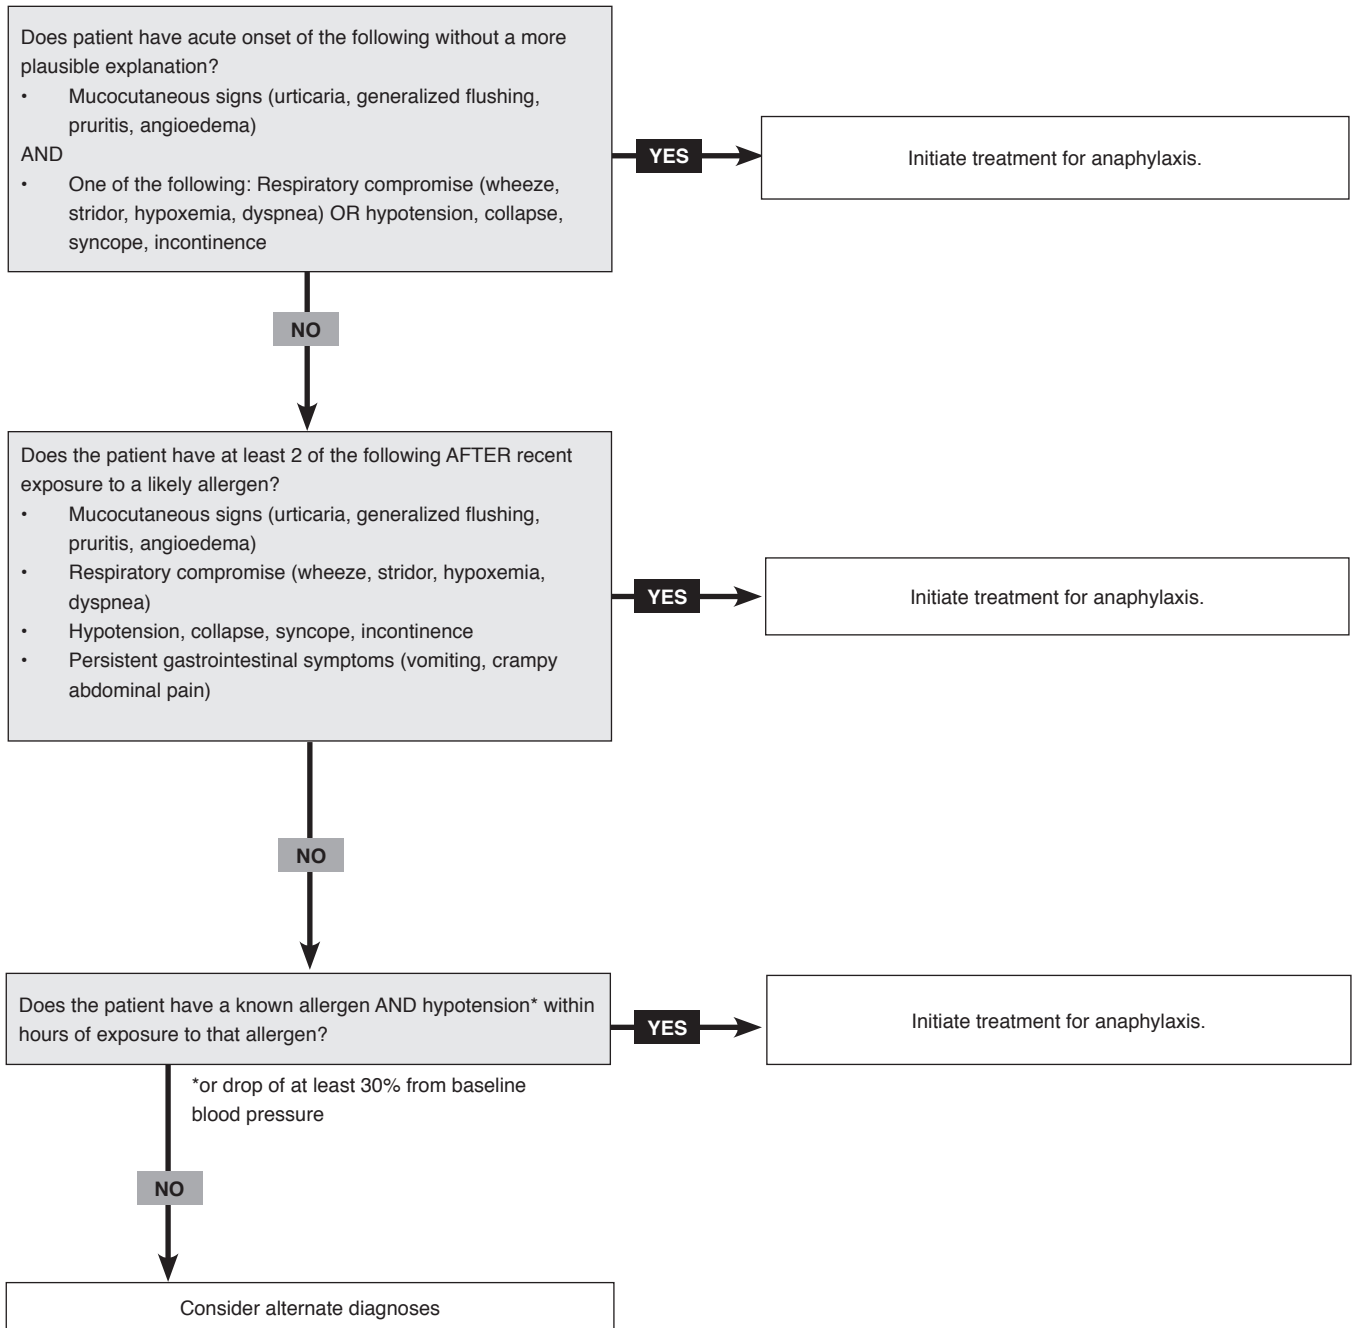 Does patient have acute onset of the following without a more
plausible explanation?
• Mucocutaneous signs (urticaria, generalized flushing,
pruritis, angioedema)
AND
• One of the following: Respiratory compromise (wheeze,
stridor, hypoxemia, dyspnea) OR hypotension, collapse,
syncope, incontinence
YES
Initiate treatment for anaphylaxis.
NO
Does the patient have at least 2 of the following AFTER recent
exposure to a likely allergen?
• Mucocutaneous signs (urticaria, generalized flushing,
pruritis, angioedema)
• Respiratory compromise (wheeze, stridor, hypoxemia,
dyspnea)
• Hypotension, collapse, syncope, incontinence
• Persistent gastrointestinal symptoms (vomiting, crampy
abdominal pain)
YES
Initiate treatment for anaphylaxis.
NO
Does the patient have a known allergen AND hypotension* within
hours of exposure to that allergen?
YES
Initiate treatment for anaphylaxis.
*or drop of at least 30% from baseline
blood pressure
NO
Consider alternate diagnoses